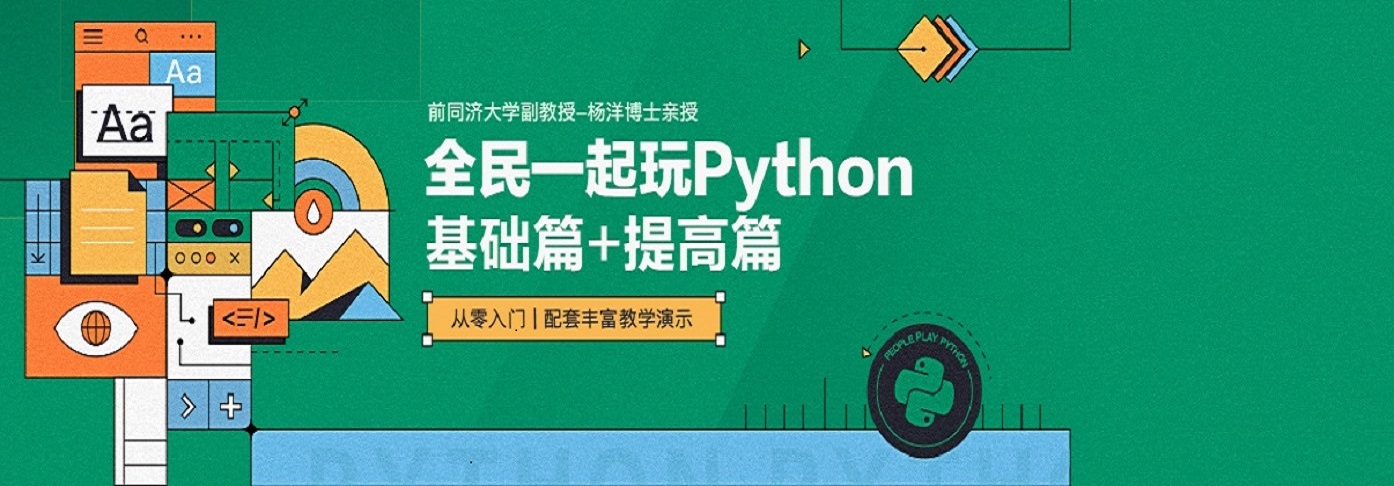 Aa
Aa
前同济大学副教授–杨洋博士亲授
全民一起玩Python
基础篇+提高篇
从零入门 | 配套丰富教学演示
PEOPLE PLAY PYTHON